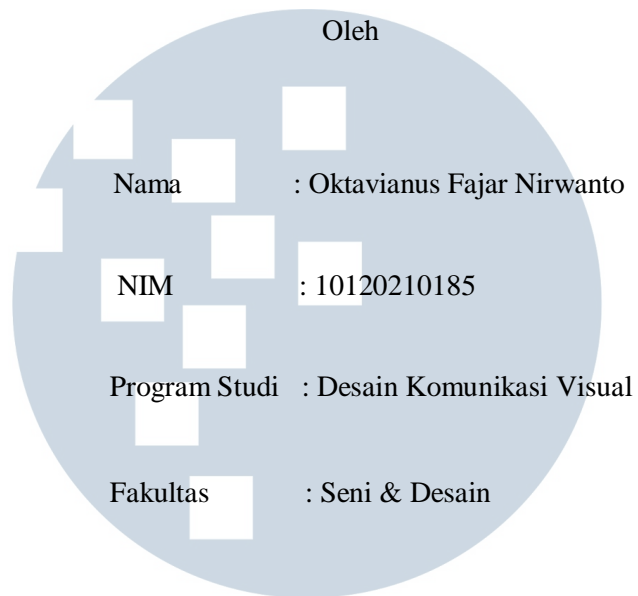 Oleh
Nama : Oktavianus Fajar Nirwanto
NIM : 10120210185
Program Studi : Desain Komunikasi Visual
Fakultas : Seni & Desain